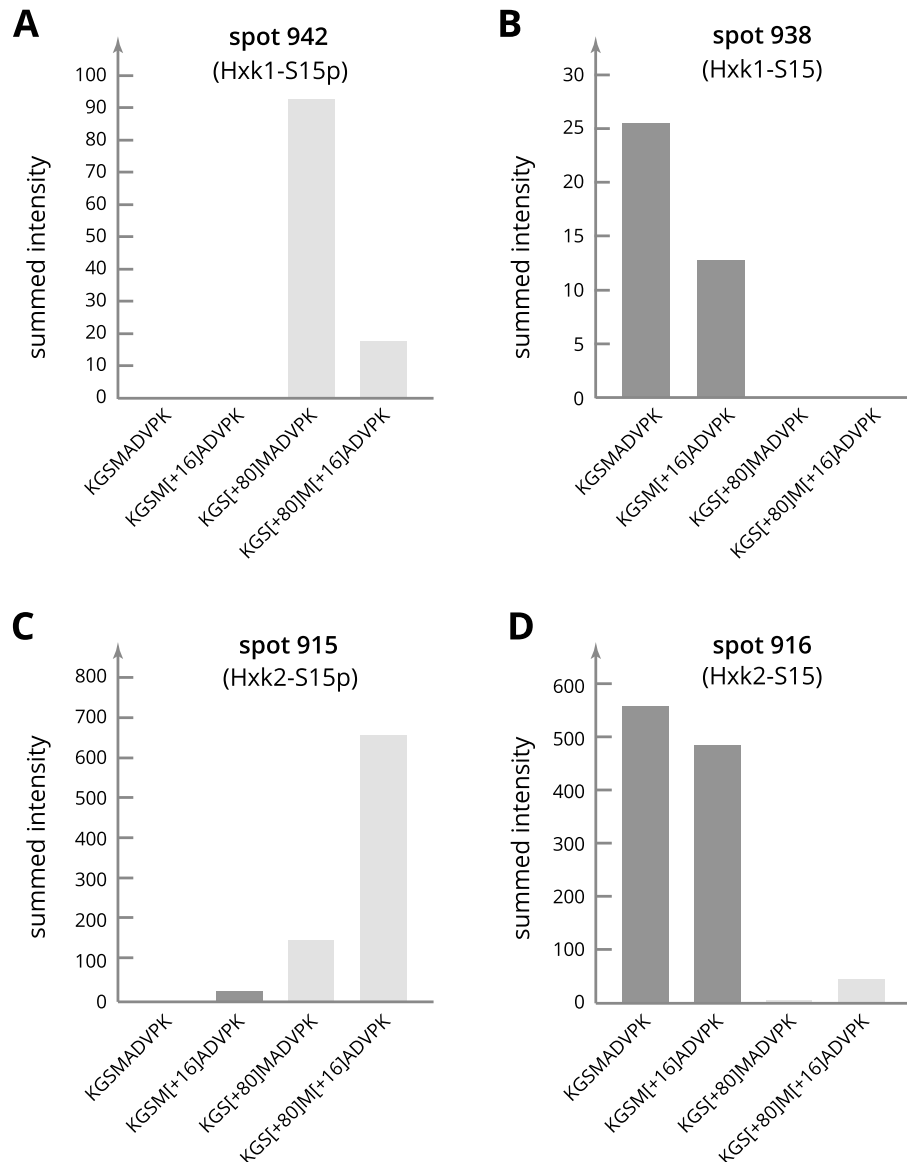 A
spot 942
(Hxk1-S15p)
summed intensity
100
90
80
70
60
50
40
30
20
10
0
KGSMADVPK
KGSM[+16]ADVPK
KGS[+80]MADVPK
KGS[+80]M[+16]ADVPK
B
spot 938
(Hxk1-S15)
summed intensity
30
25
20
15
10
5
0
KGSMADVPK
KGSM[+16]ADVPK
KGS[+80]MADVPK
KGS[+80]M[+16]ADVPK
C
spot 915
(Hxk2-S15p)
summed intensity
800
700
600
500
400
300
200
100
0
KGSMADVPK
KGSM[+16]ADVPK
KGS[+80]MADVPK
KGS[+80]M[+16]ADVPK
D
spot 916
(Hxk2-S15)
summed intensity
600
500
400
300
200
100
0
KGSMADVPK
KGSM[+16]ADVPK
KGS[+80]MADVPK
KGS[+80]M[+16]ADVPK